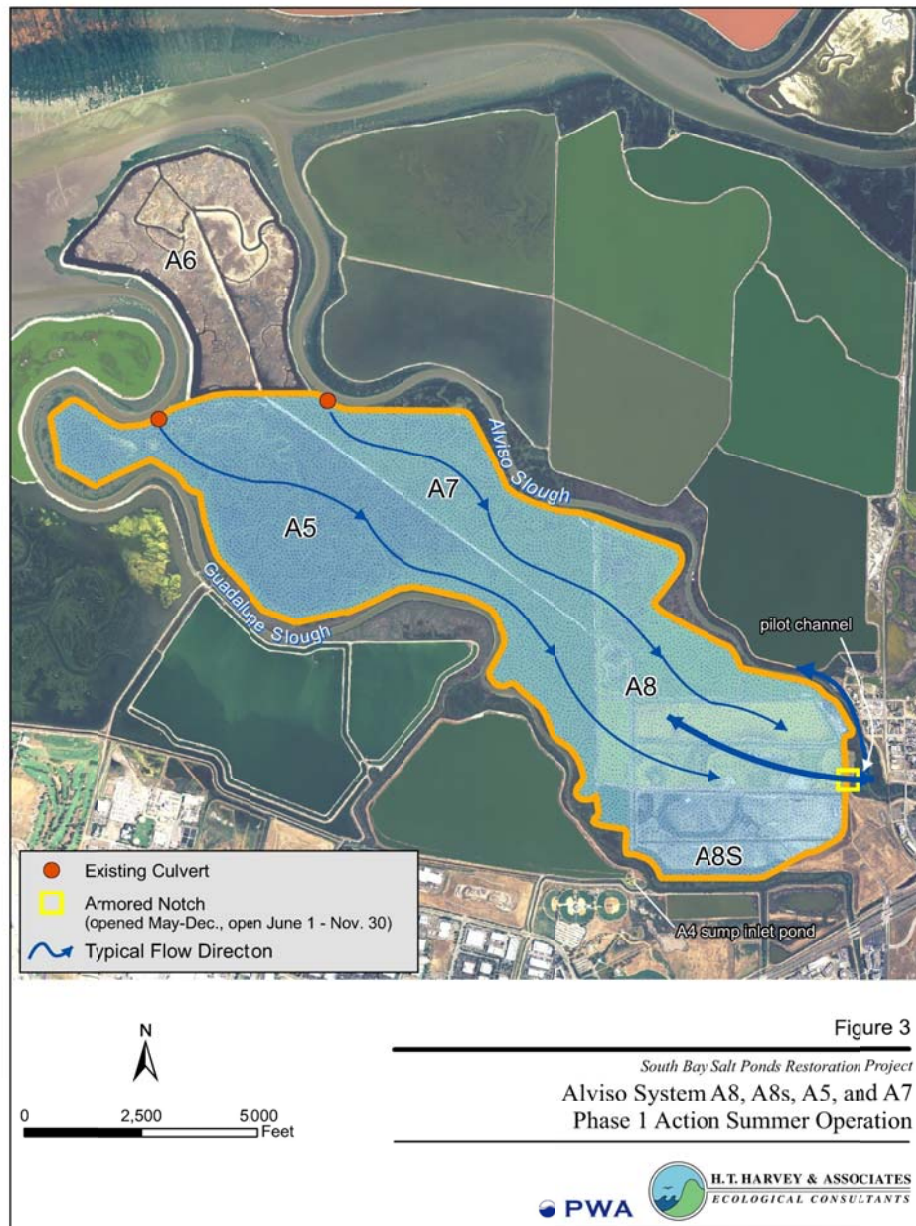 A6
Alviso Slough
A7
A5
Guadalupe Slough
pilot channel
A8
A8S
A4 sump inlet pond
Existing Culvert
Armored Notch
(opened May-Dec., open June 1 - Nov. 30)
Typical Flow Directon
N
0 2,500 5000
Feet
Figure 3
South Bay Salt Ponds Restoration Project
Alviso System A8, A8s, A5, and A7
Phase 1 Action Summer Operation
PWA
H.T. HARVEY & ASSOCIATES
ECOLOGICAL CONSULTANTS